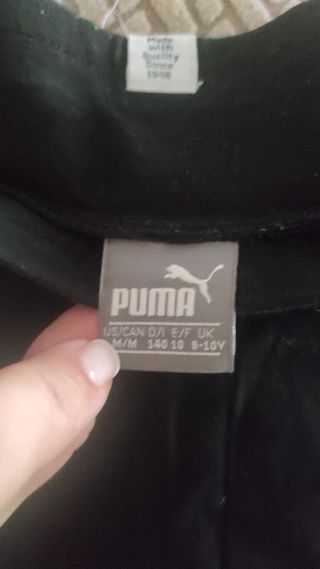 Made
with
Quality
Since
1948
PUMA
US/CAN D/I E/F UK
M/M 140 10 9-10Y